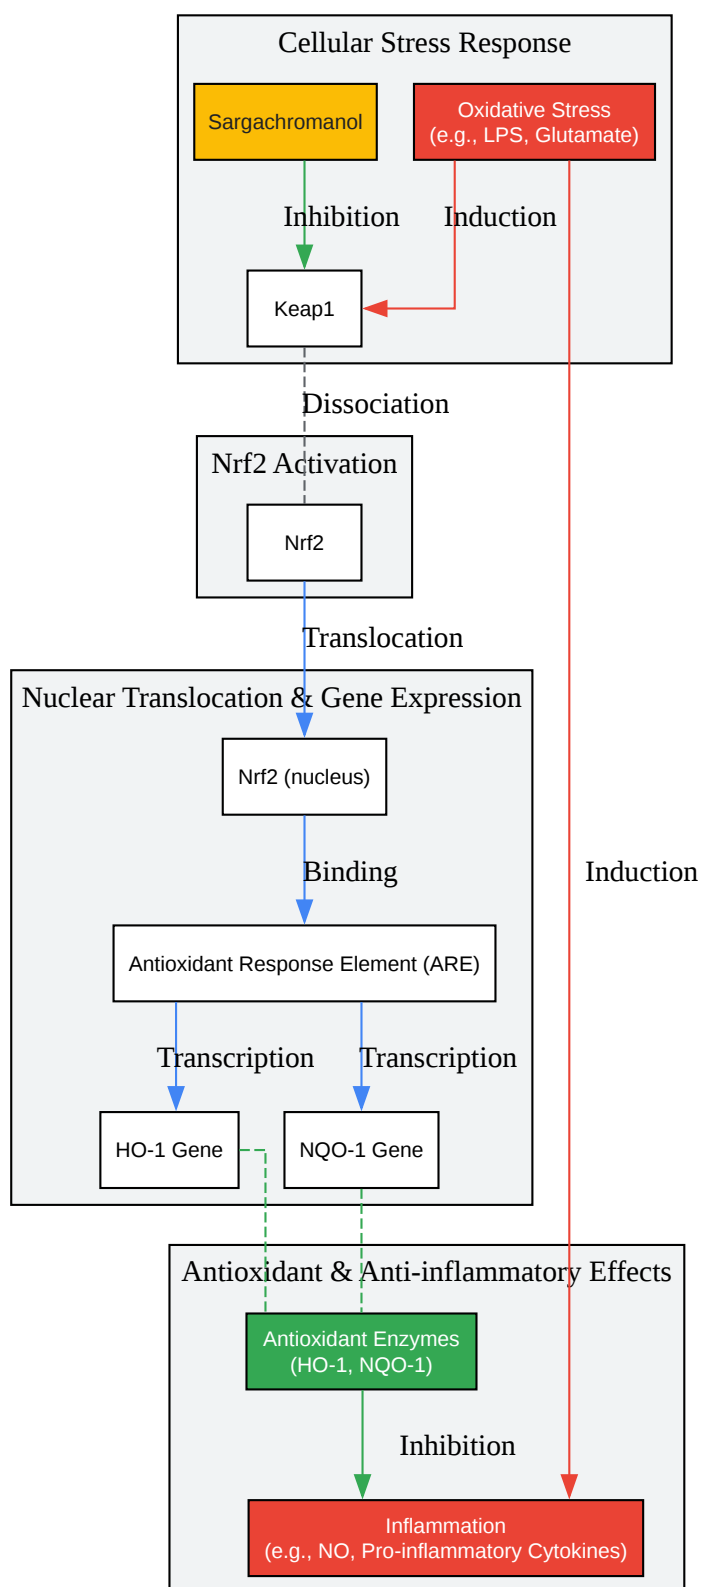 Cellular Stress Response
Sargachromanol
Oxidative Stress
(e.g., LPS, Glutamate)
Inhibition
Induction
Keap1
Dissociation
Nrf2 Activation
Nrf2
Translocation
Nuclear Translocation & Gene Expression
Nrf2 (nucleus)
Binding
Induction
Antioxidant Response Element (ARE)
Transcription
Transcription
HO-1 Gene
NQO-1 Gene
Antioxidant & Anti-inflammatory Effects
Antioxidant Enzymes
(HO-1, NQO-1)
Inhibition
Inflammation
(e.g., NO, Pro-inflammatory Cytokines)